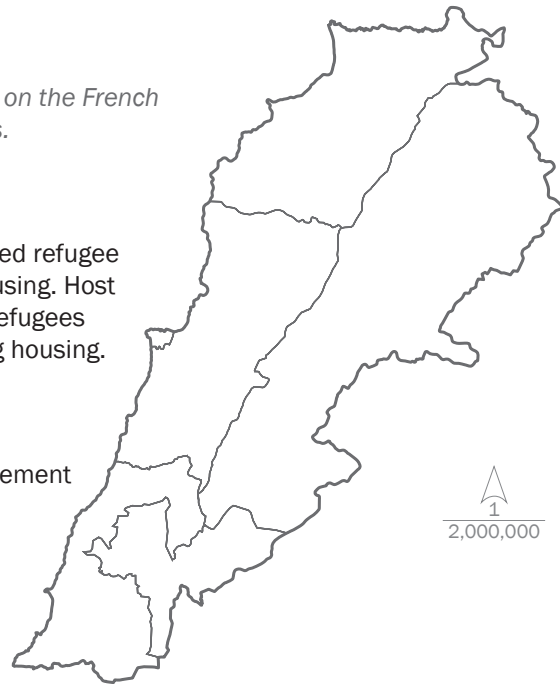 on the French
s.
ed refugee
using. Host
efugees
g housing.
ement
1
2,000,000